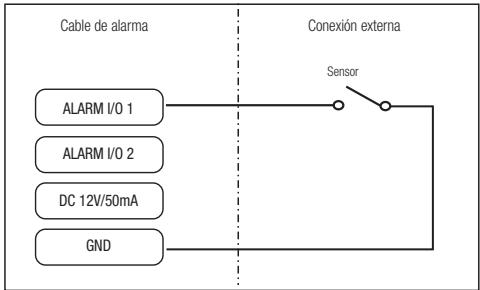 Cable de alarma
Conexión externa
Sensor
ALARM I/O 1
ALARM I/O 2
DC 12V/50mA
GND